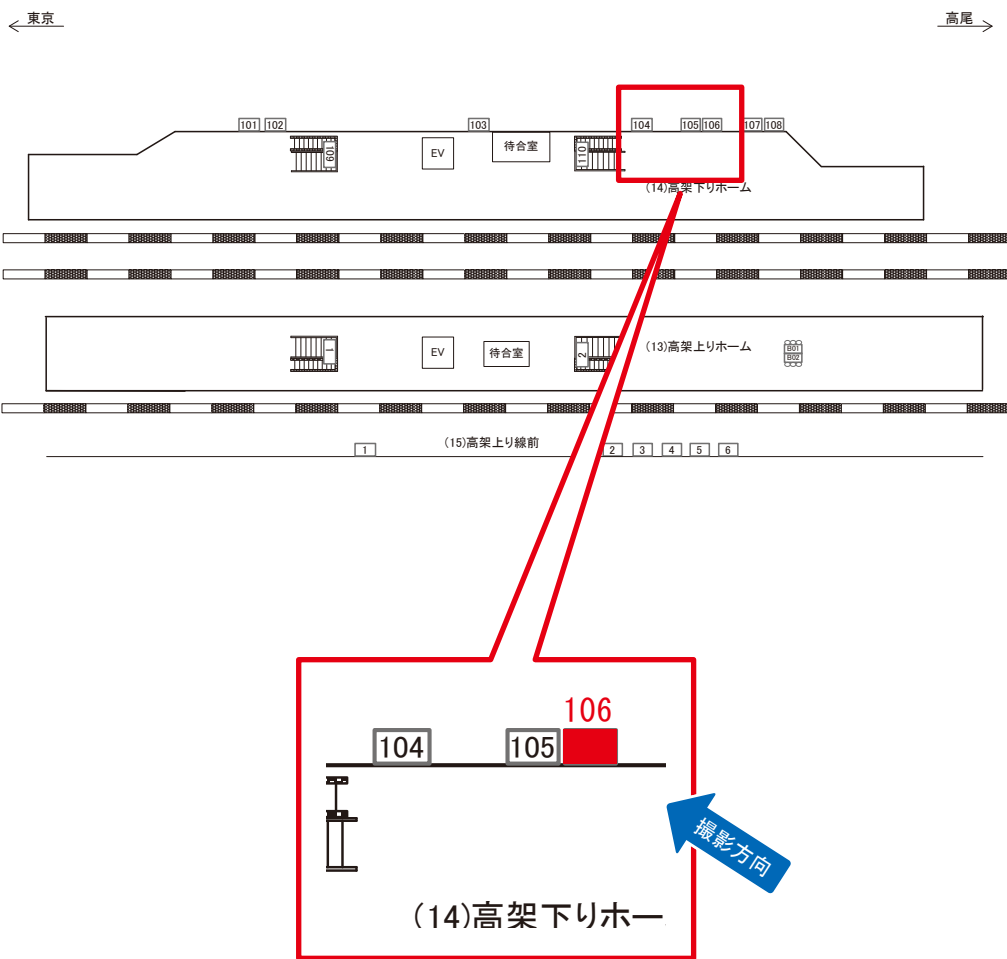 東京
高尾
101 102
103
104
105 106
107 108
109
EV
待合室
110
(14)高架下りホーム
1
EV
待合室
2
(13)高架上りホーム
B01
B02
(15)高架上り線前
1
2 3 4 5 6
106
104
105
撮影方向
(14)高架下りホー